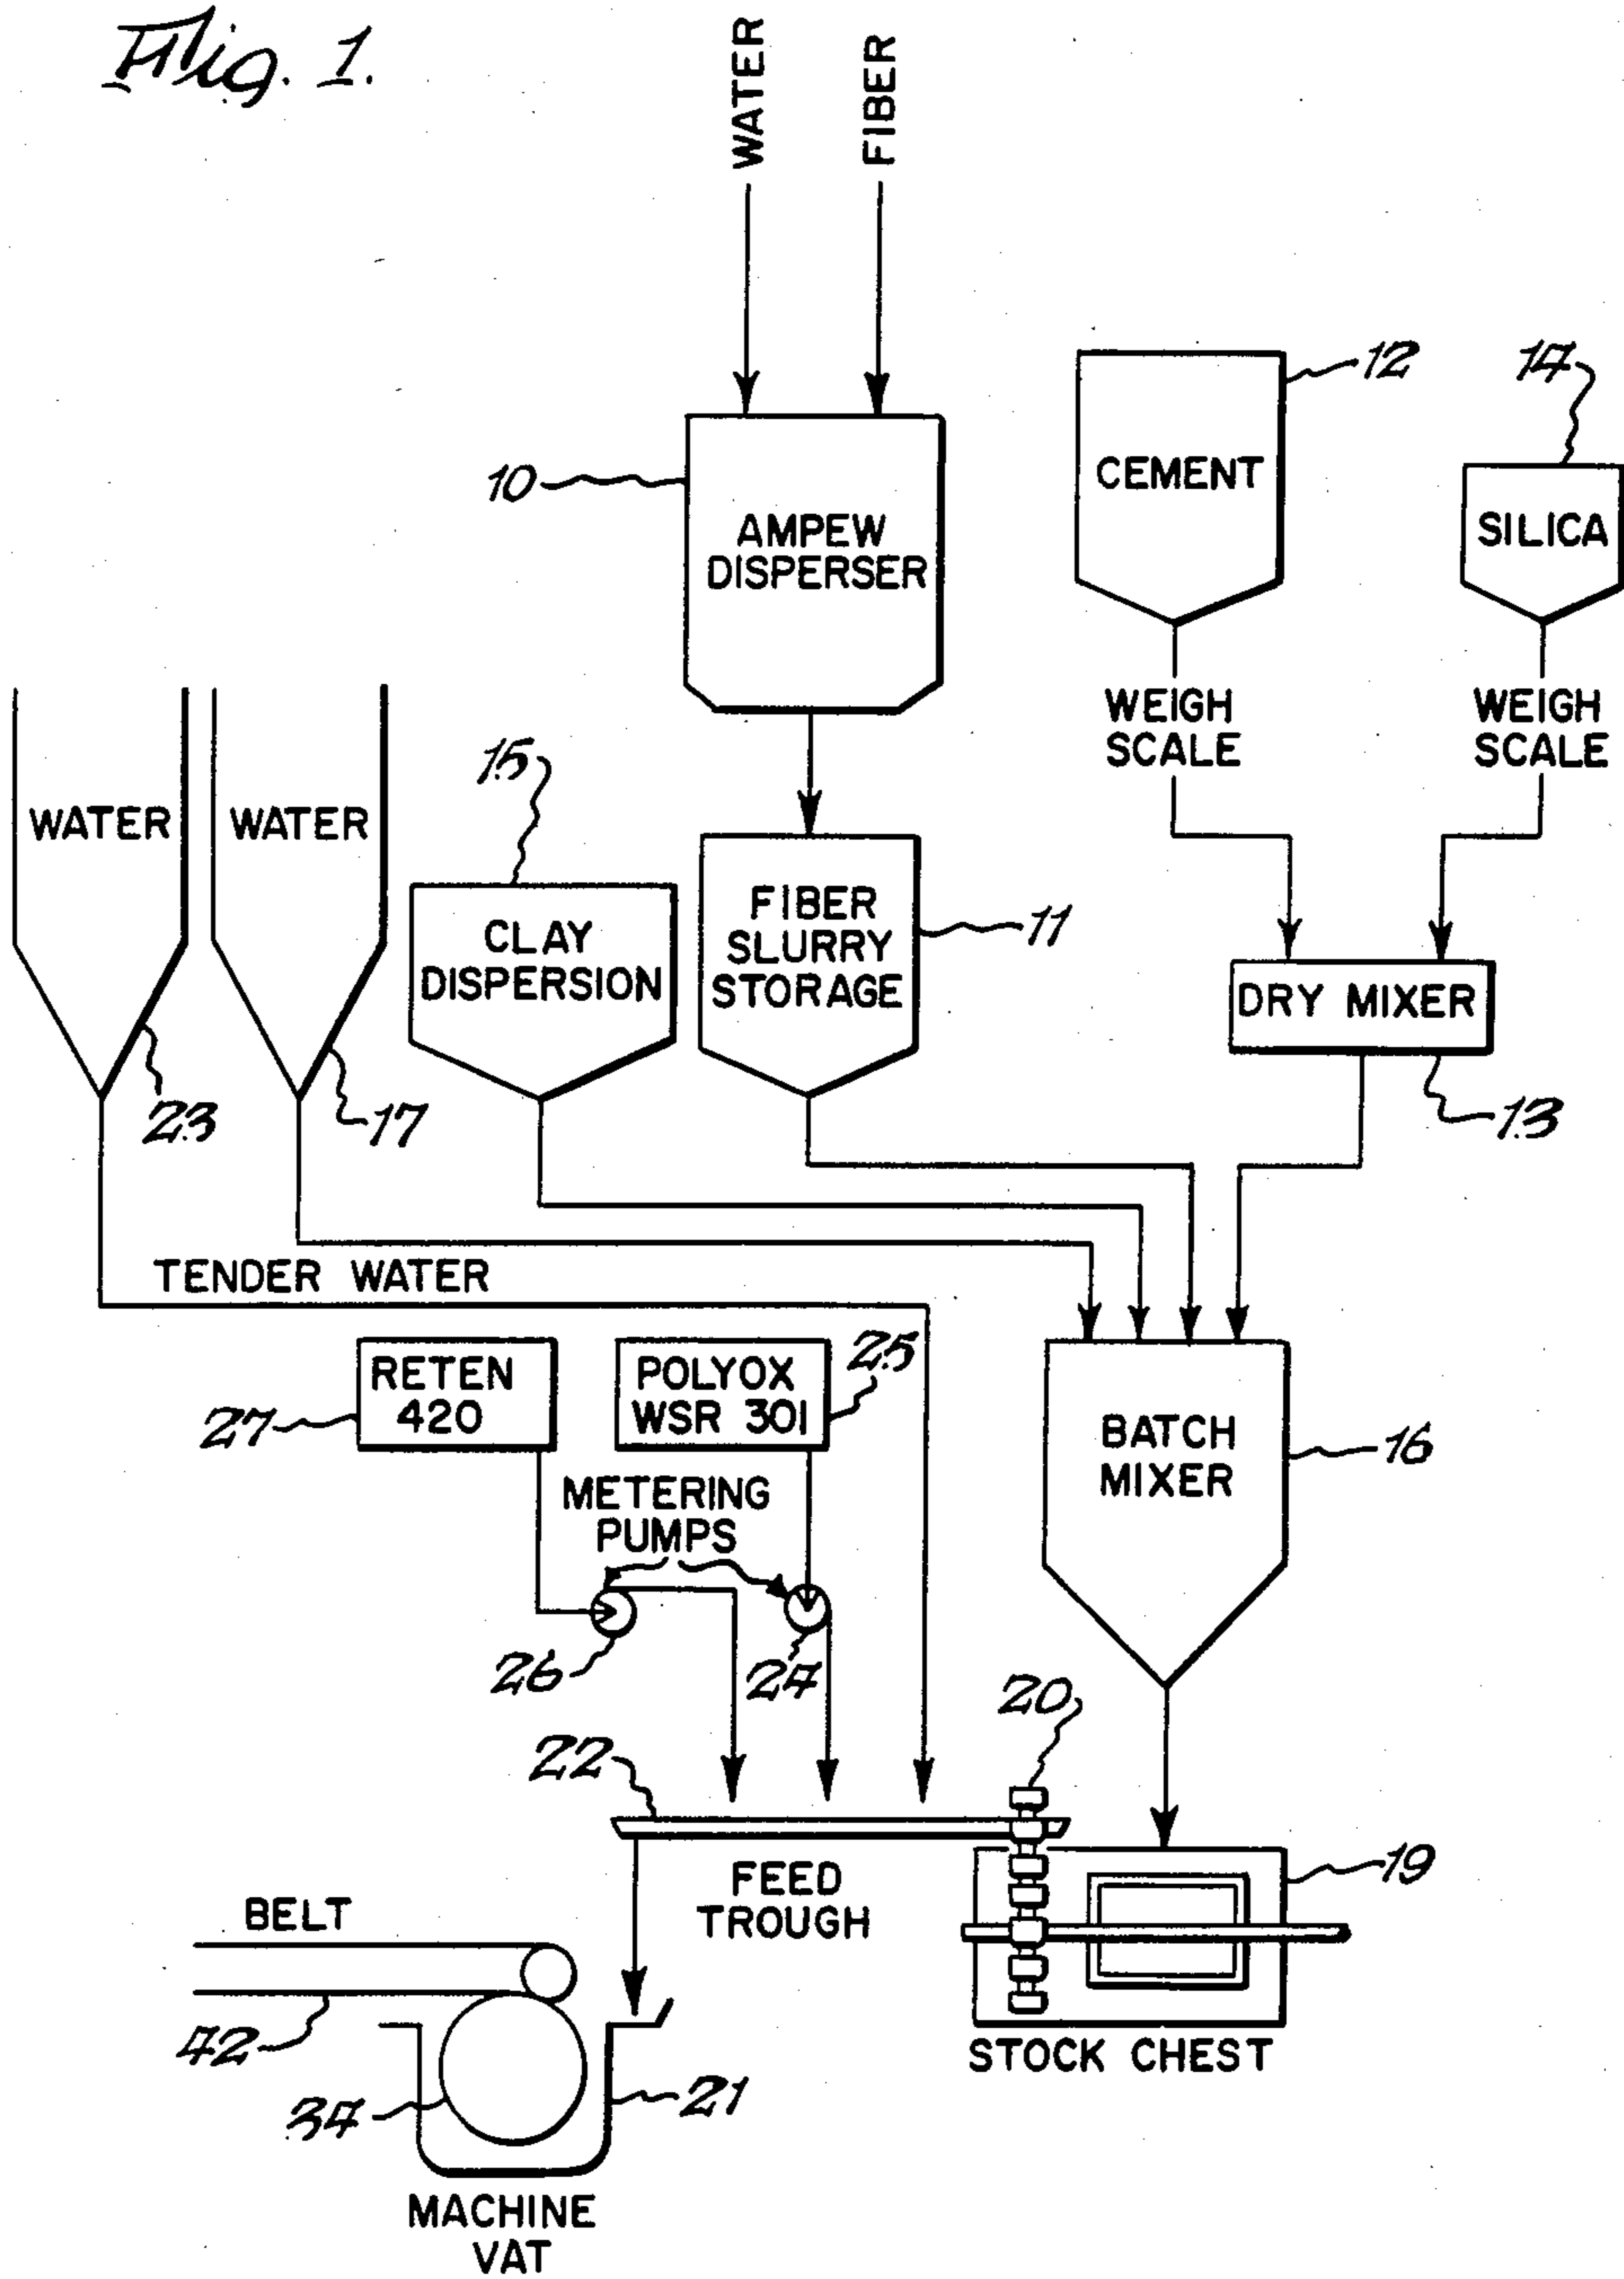 Fig. 1.
WATER
FIBER
12
14
CEMENT
10
SILICA
AMPEW
DISPERSER
WEIGH
SCALE
WEIGH
SCALE
15
WATER
WATER
FIBER
SLURRY
STORAGE
11
CLAY
DISPERSION
DRY MIXER
23
17
13
TENDER WATER
25
RETEN
420
POLYOX
WSR 301
27
BATCH
MIXER
16
METERING
PUMPS
26
24
20
22
19
FEED
TROUGH
BELT
42
STOCK CHEST
34
21
MACHINE
VAT